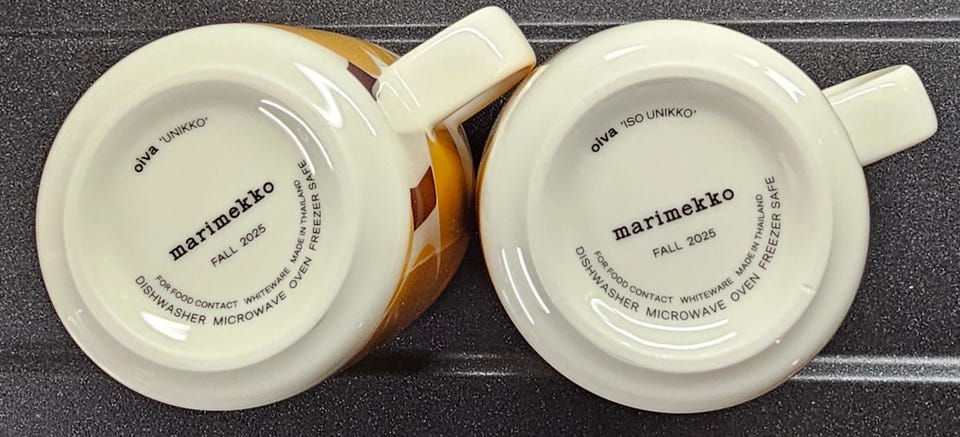 oiva 'UNIKKO'
marimekko
FALL 2025
FOR FOOD CONTACT WHITEWARE MADE IN THAILAND
DISHWASHER MICROWAVE OVEN FREEZER SAFE
oiva 'ISO UNIKKO'
marimekko
FALL 2025
FOR FOOD CONTACT WHITEWARE MADE IN THAILAND
DISHWASHER MICROWAVE OVEN FREEZER SAFE